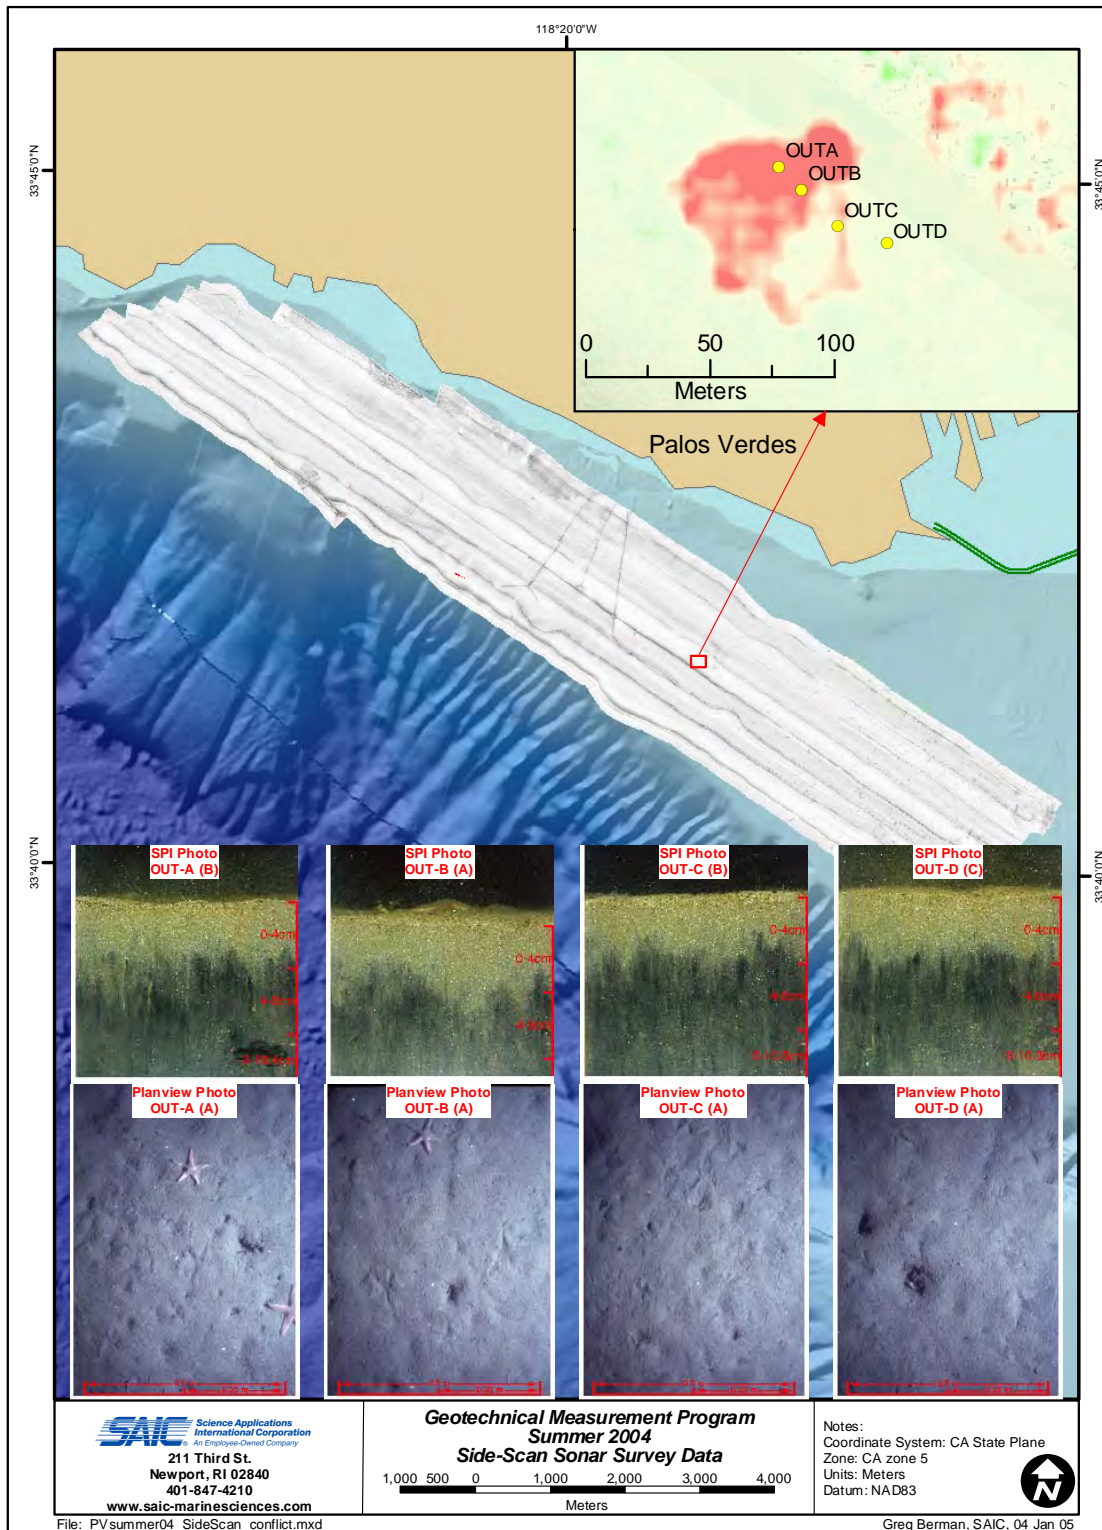 118°20'0"W
33°45'0"N
33°45'0"N
OUTA
OUTB
OUTC
OUTD
0 50 100
Meters
Palos Verdes
33°40'0"N
33°40'0"N
SPI Photo
OUT-A (B)
0-4cm
SPI Photo
OUT-B (A)
0-4cm
SPI Photo
OUT-C (B)
0-4cm
SPI Photo
OUT-D (C)
0-4cm
Planview Photo
OUT-A (A)
Planview Photo
OUT-B (A)
Planview Photo
OUT-C (A)
Planview Photo
OUT-D (A)
SAIC
Science Applications
International Corporation
An Employee-Owned Company
211 Third St.
Newport, RI 02840
401-847-4210
www.saic-marinesciences.com
Geotechnical Measurement Program
Summer 2004
Side-Scan Sonar Survey Data
1,000 500 0 1,000 2,000 3,000 4,000
Meters
Notes:
Coordinate System: CA State Plane
Zone: CA zone 5
Units: Meters
Datum: NAD83
N
File: PVsummer04_SideScan_conflict.mxd
Greg Berman, SAIC, 04 Jan 05